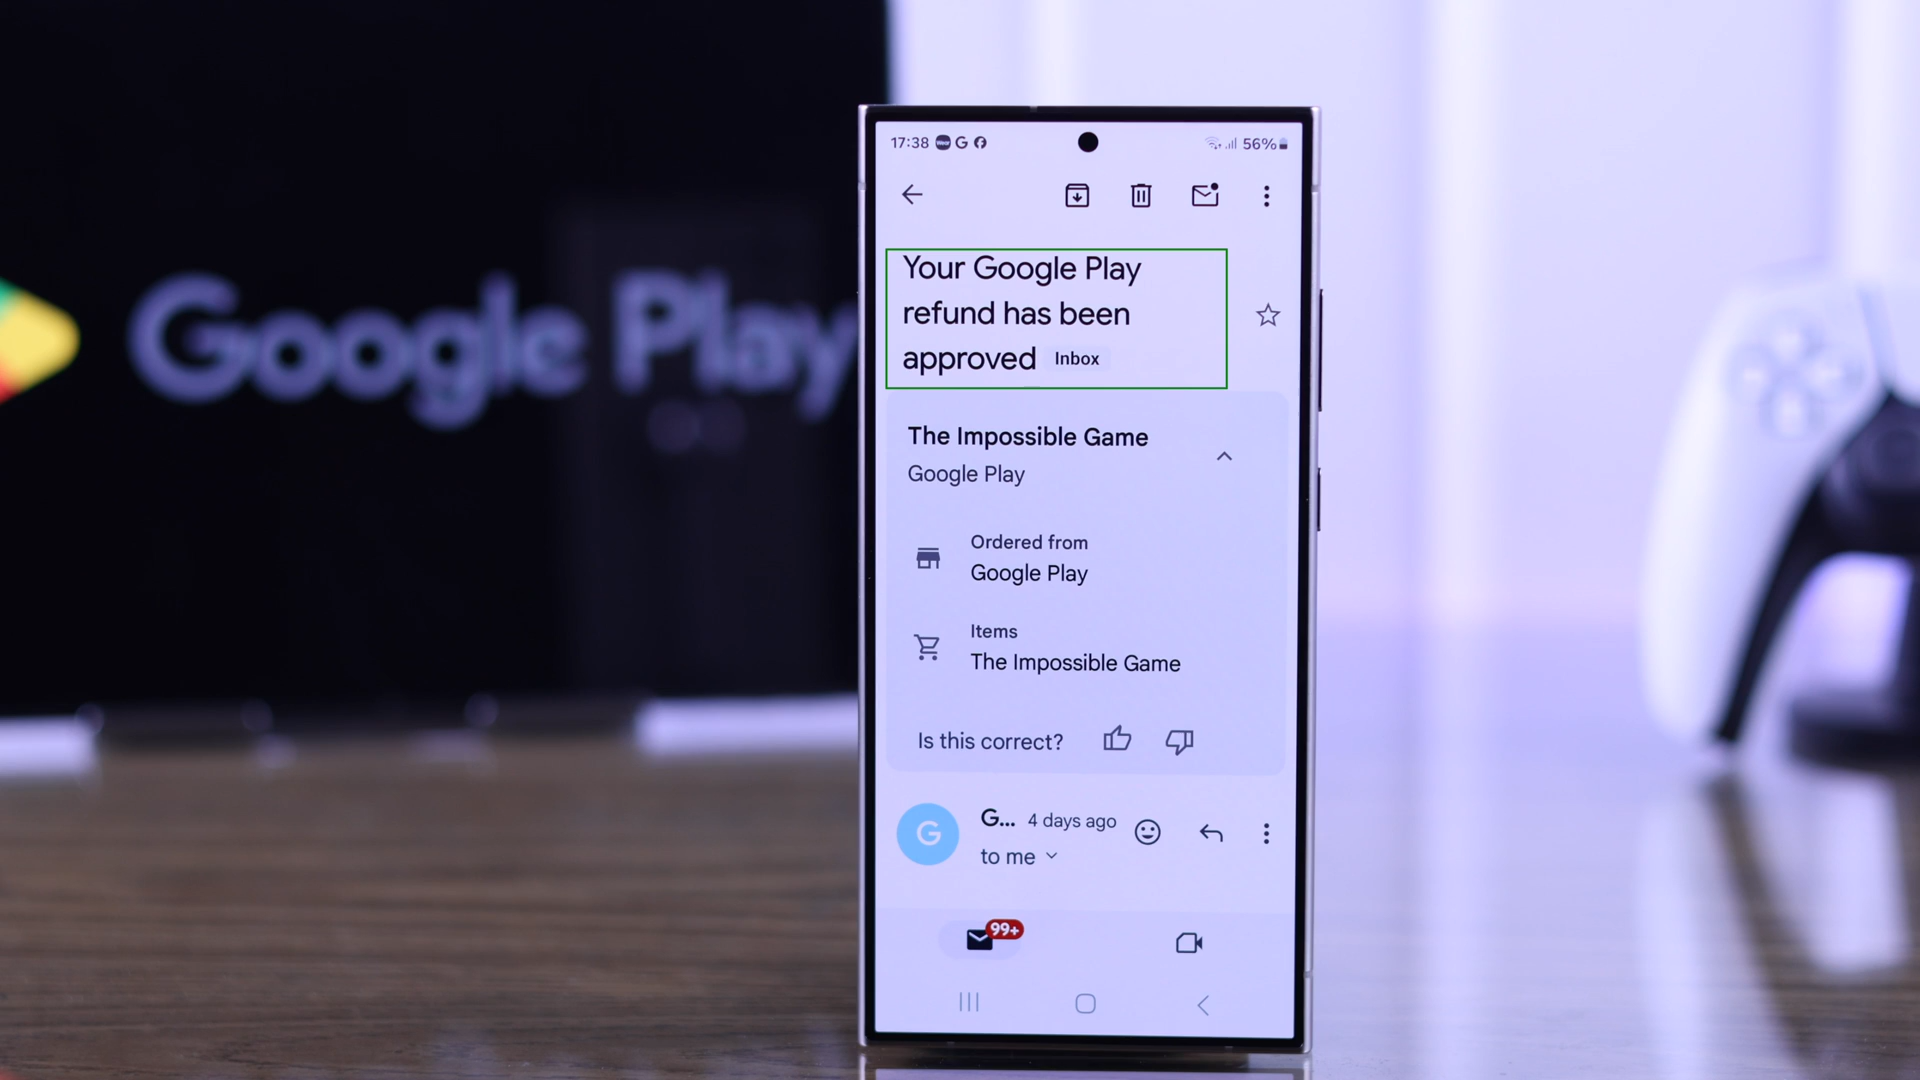 Google Play
17:38
56%
Your Google Play
refund has been
approved Inbox
The Impossible Game
Google Play
Ordered from
Google Play
Items
The Impossible Game
Is this correct?
G
G... 4 days ago
to me
99+